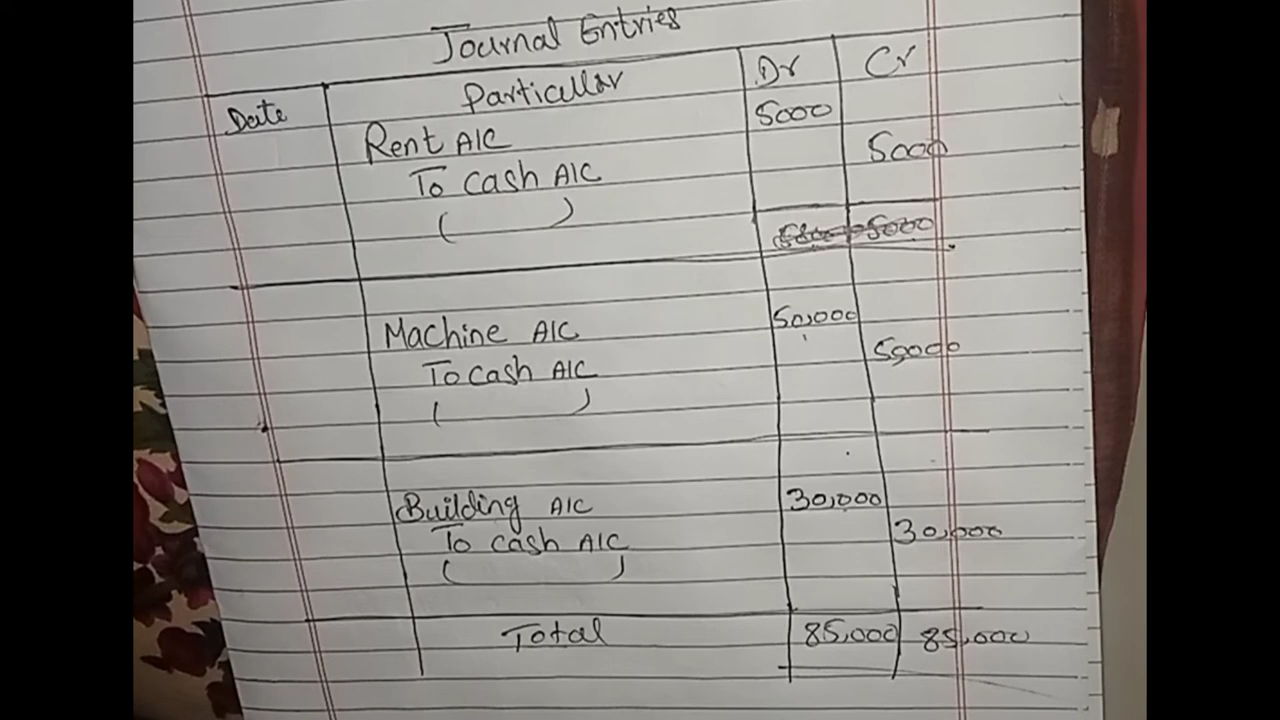 Journal Entries
Date Particular Dr Cr
Rent A/C 5000
To Cash A/C 5000
( )
5000
Machine A/C 50,000
To Cash A/C 50000
( )
Building A/C 30,000
To Cash A/C 30,000
( )
Total 85,000 85,000